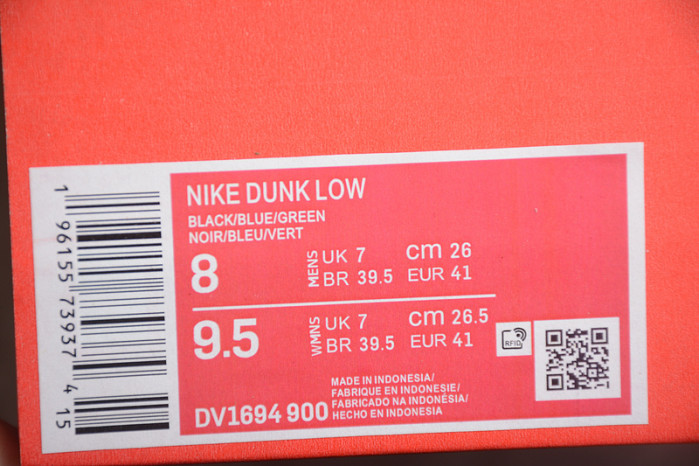 NIKE DUNK LOW
BLACK/BLUE/GREEN
NOIR/BLEU/VERT
8
MENS
UK 7 cm 26
BR 39.5 EUR 41
9.5
WMNS
UK 7 cm 26.5
BR 39.5 EUR 41
RFID
DV1694 900
MADE IN INDONESIA/
FABRIQUE EN INDONESIE/
FABRICADO NA INDONÉSIA/
HECHO EN INDONESIA
1 96155 73937 4 15